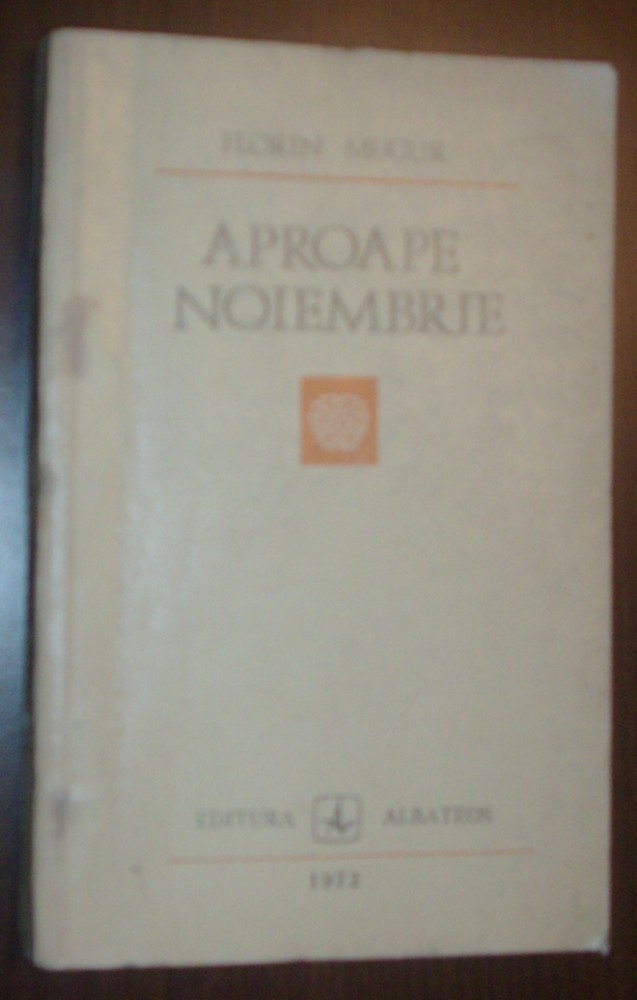 FLORIN MUGUR
APROAPE
NOIEMBRIE
EDITURA ALBATROS
1972